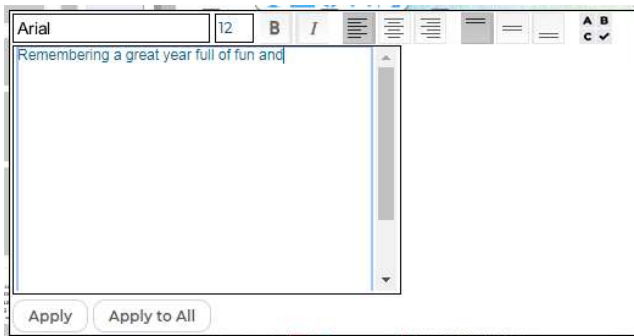 Arial 12 B I A B C
Remembering a great year full of fun and
Apply Apply to All